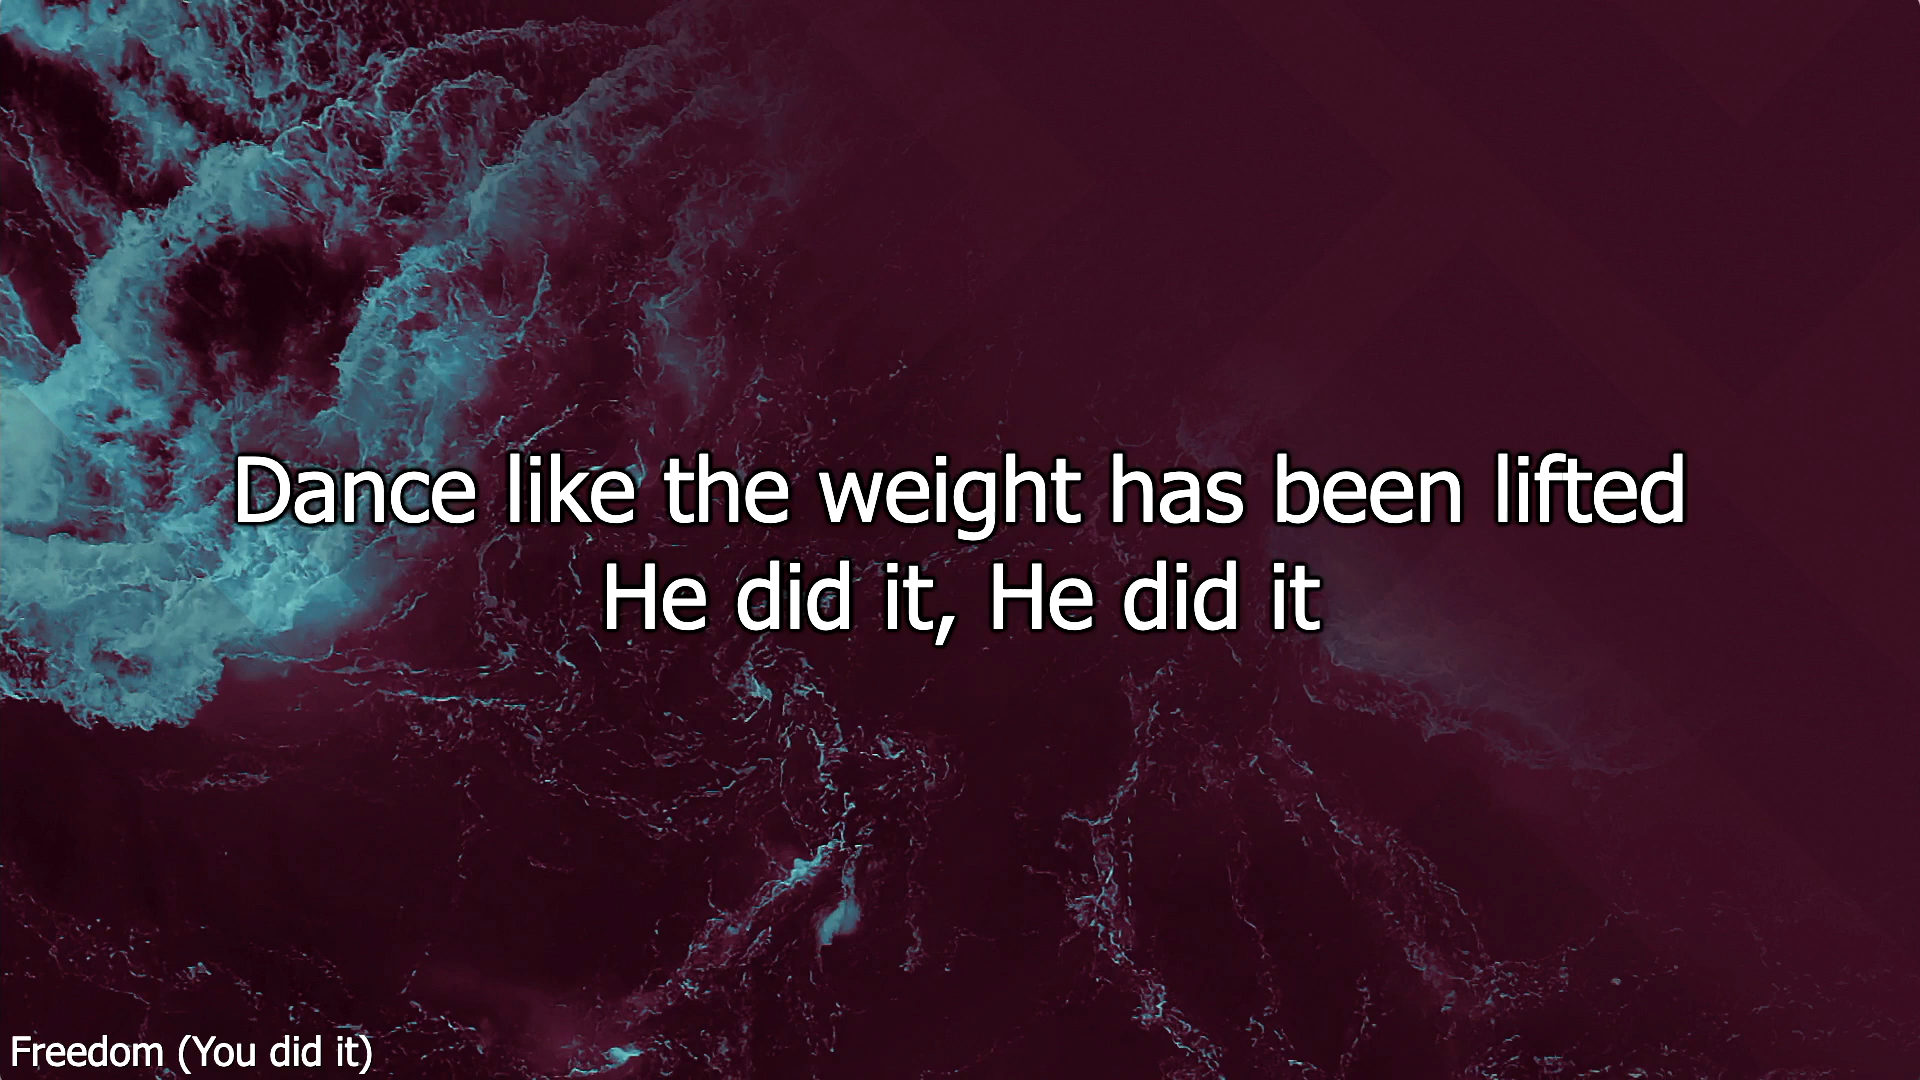 Dance like the weight has been lifted
He did it, He did it
Freedom (You did it)